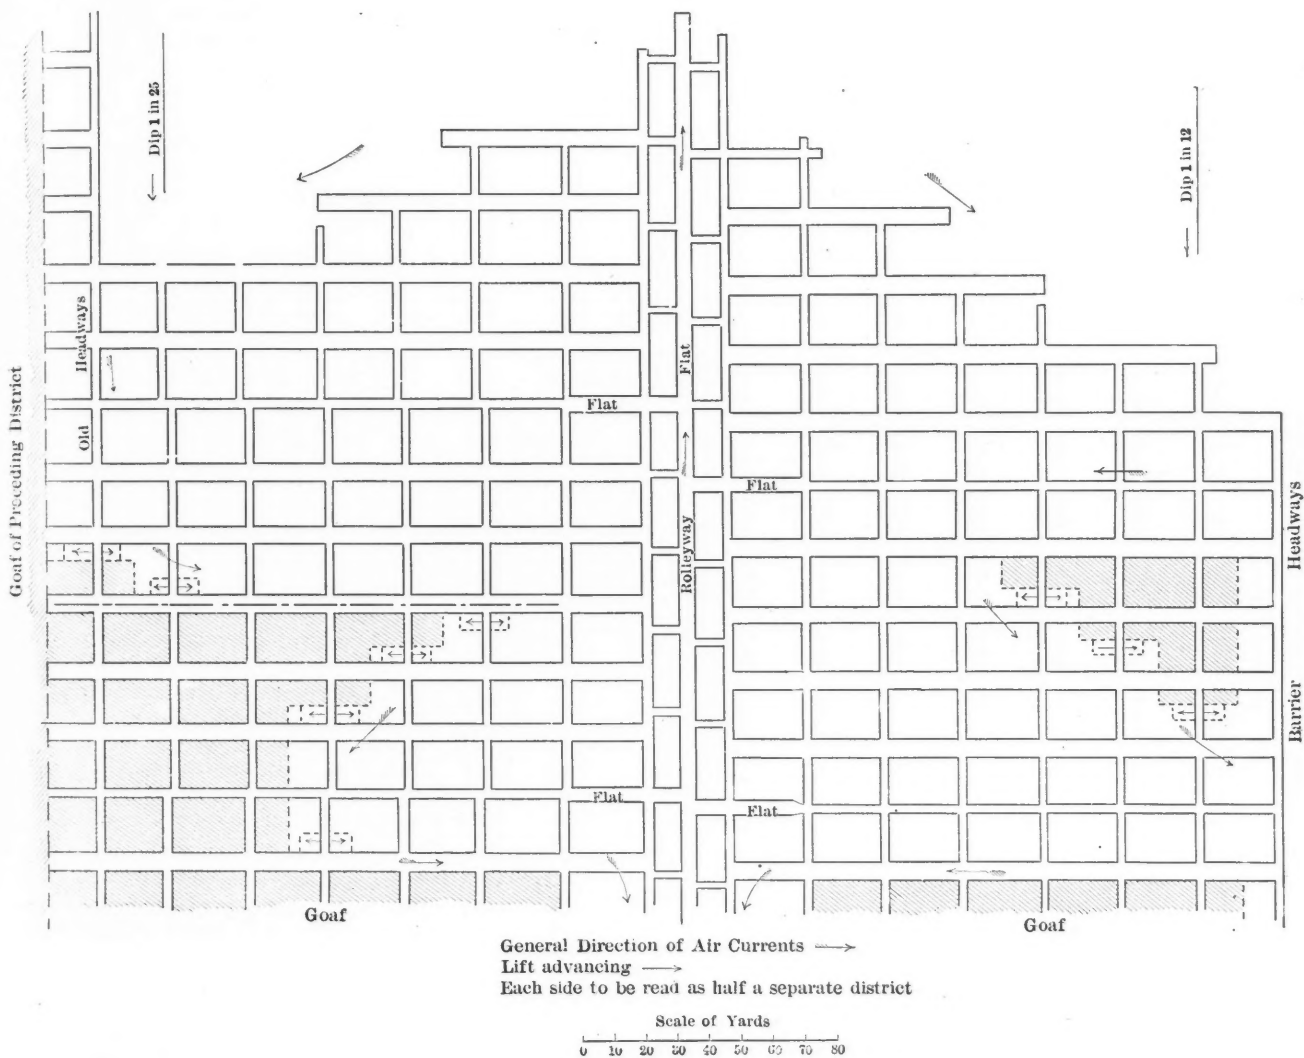 Dip 1 in 25
Dip 1 in 12
Goaf of Preceding District
Old Headways
Flat
Flat
Flat
Rolleyway
Flat
Flat
Barrier Headways
Goaf
Goaf
General Direction of Air Currents
Lift advancing
Each side to be read as half a separate district
Scale of Yards
0 10 20 30 40 50 60 70 80